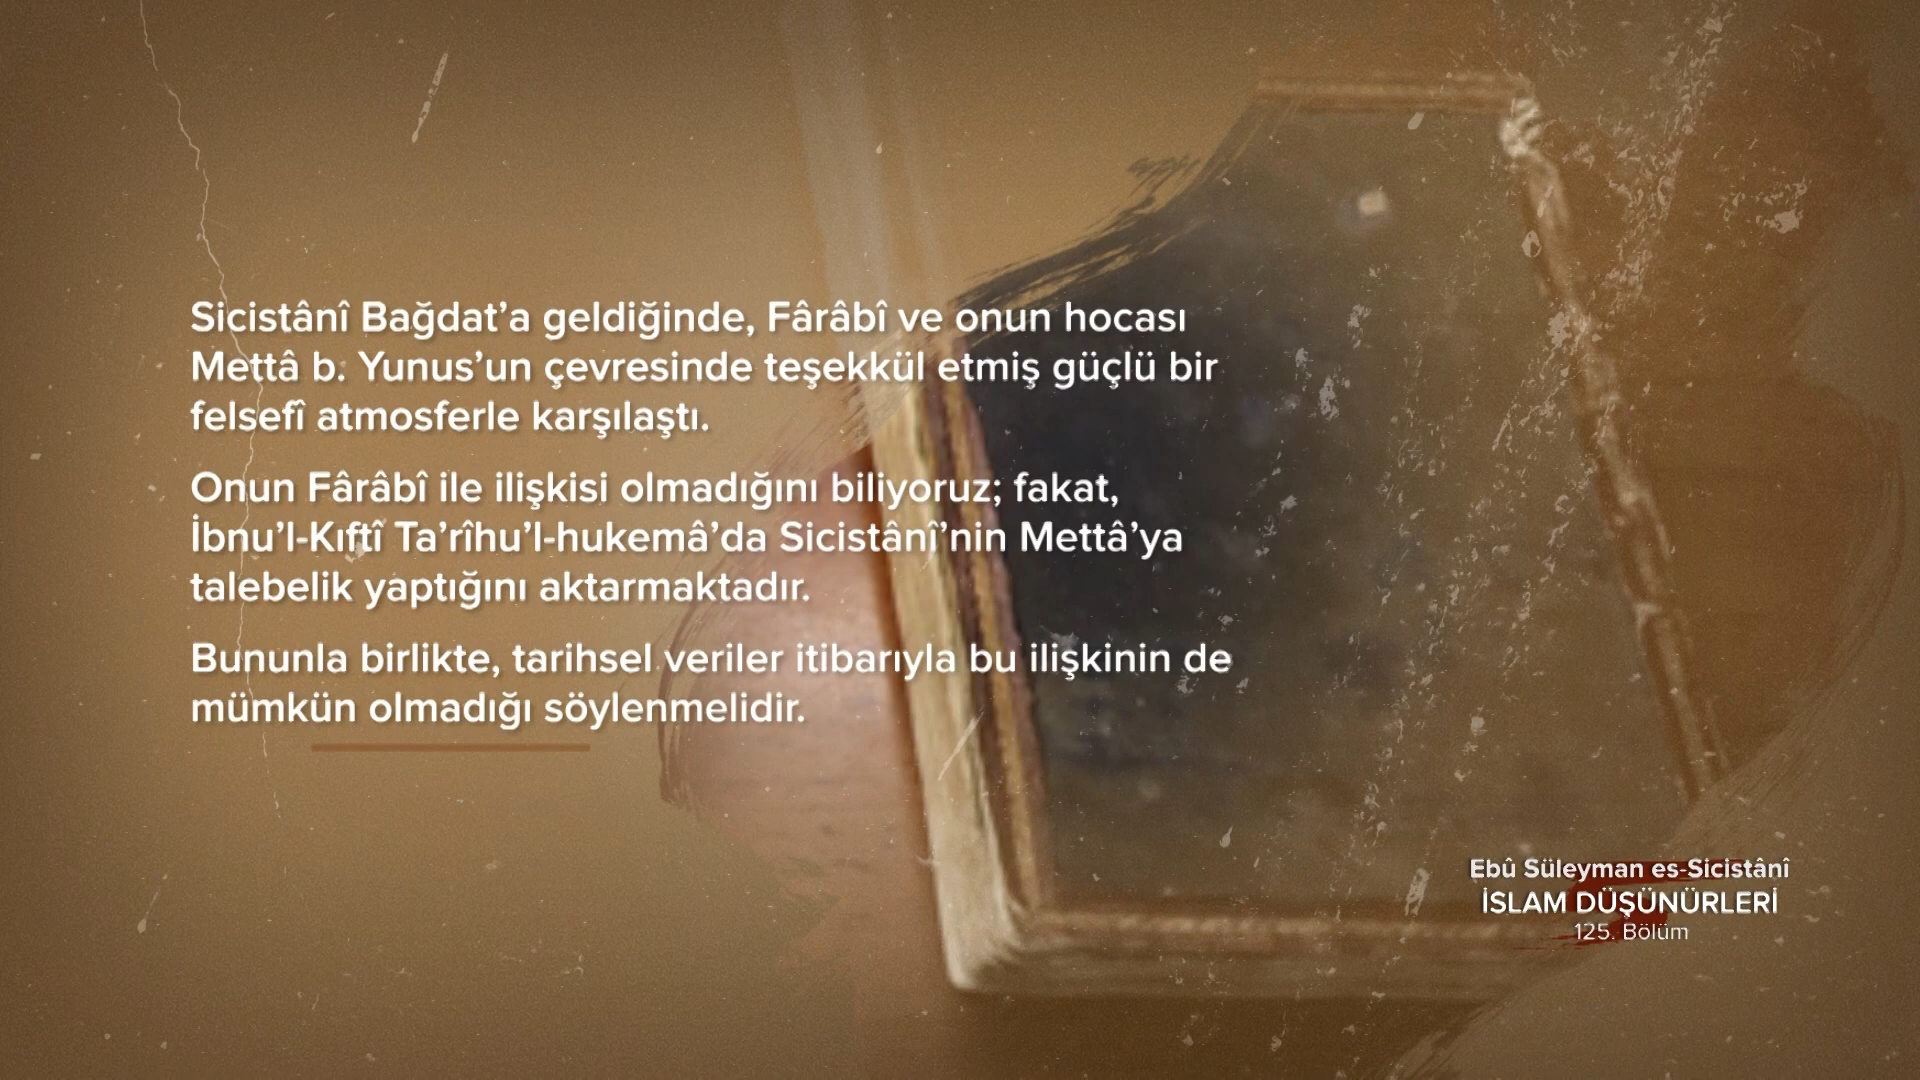 Sicistânî Bağdat’a geldiğinde, Fârâbî ve onun hocası
Mettâ b. Yunus’un çevresinde teşekkül etmiş güçlü bir
felsefî atmosferle karşılaştı.
Onun Fârâbî ile ilişkisi olmadığını biliyoruz; fakat,
İbnu’l-Kıftî Ta’rîhu’l-hukemâ’da Sicistânî’nin Mettâ’ya
talebelik yaptığını aktarmaktadır.
Bununla birlikte, tarihsel veriler itibarıyla bu ilişkinin de
mümkün olmadığı söylenmelidir.
Ebû Süleyman es-Sicistânî
İSLAM DÜŞÜNÜRLERİ
125. Bölüm